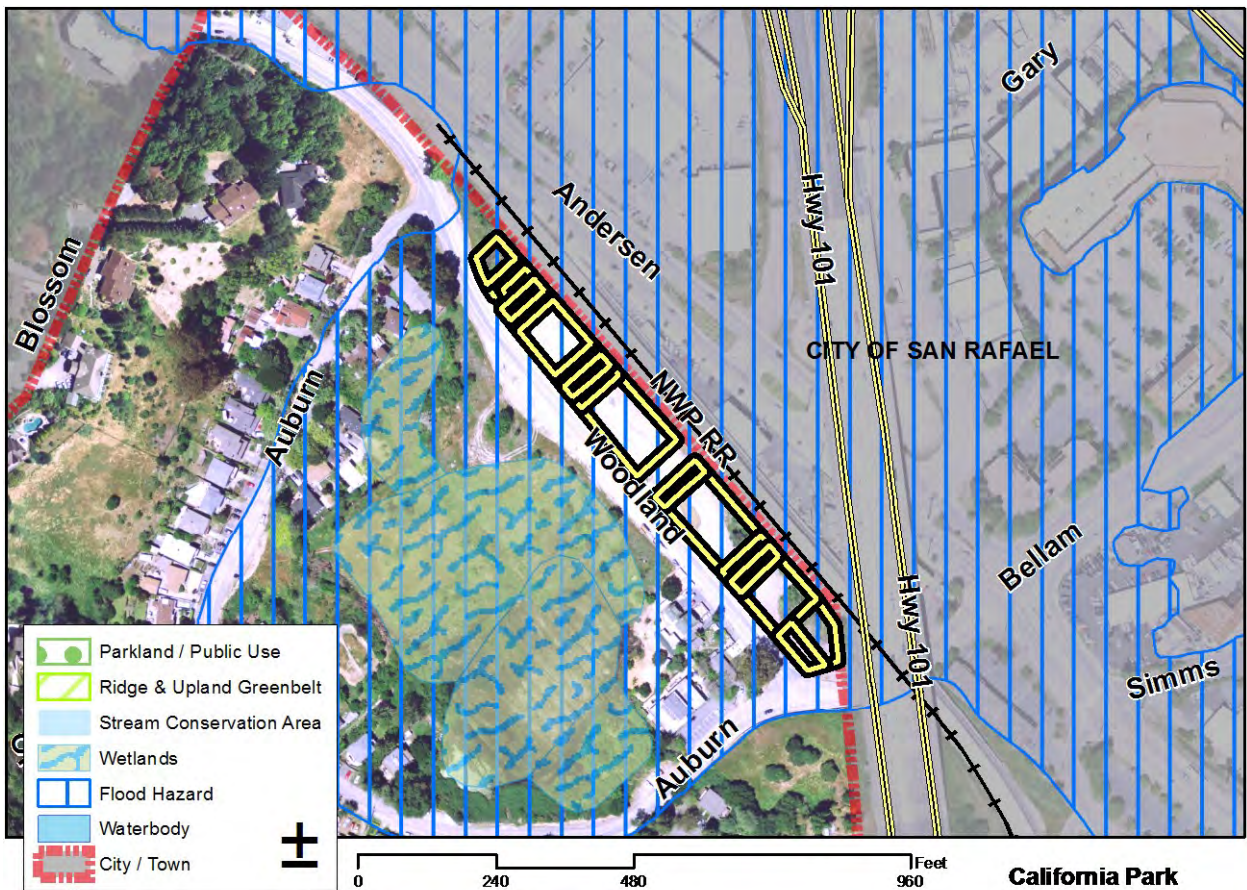 Gary
Andersen
Hwy 101
Blossom
CITY OF SAN RAFAEL
Auburn
NWP RR
Woodland
Bellam
Hwy 101
Simms
Auburn
Parkland / Public Use
Ridge & Upland Greenbelt
Stream Conservation Area
Wetlands
Flood Hazard
Waterbody
City / Town
±
Feet
0 240 480 960
California Park